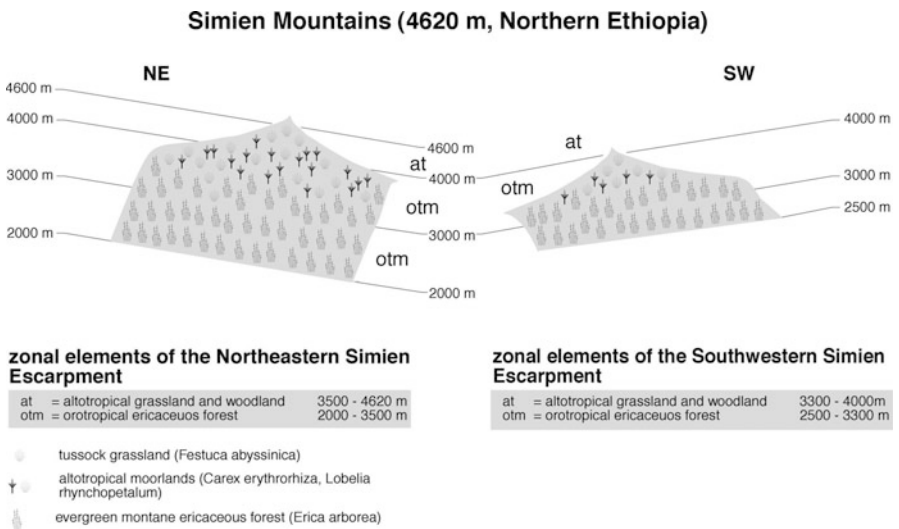 Simien Mountains (4620 m, Northern Ethiopia)
NE
SW
4600 m
4000 m
3000 m
2000 m
4600 m
4000 m
3000 m
2000 m
at
otm
otm
at
otm
4000 m
3000 m
2500 m
zonal elements of the Northeastern Simien
Escarpment
at = altotropical grassland and woodland 3500 - 4620 m
otm = orotropical ericaceuos forest 2000 - 3500 m
tussock grassland (Festuca abyssinica)
altotropical moorlands (Carex erythrorhiza, Lobelia
rhynchopetalum)
evergreen montane ericaceous forest (Erica arborea)
zonal elements of the Southwestern Simien
Escarpment
at = altotropical grassland and woodland 3300 - 4000m
otm = orotropical ericaceuos forest 2500 - 3300 m